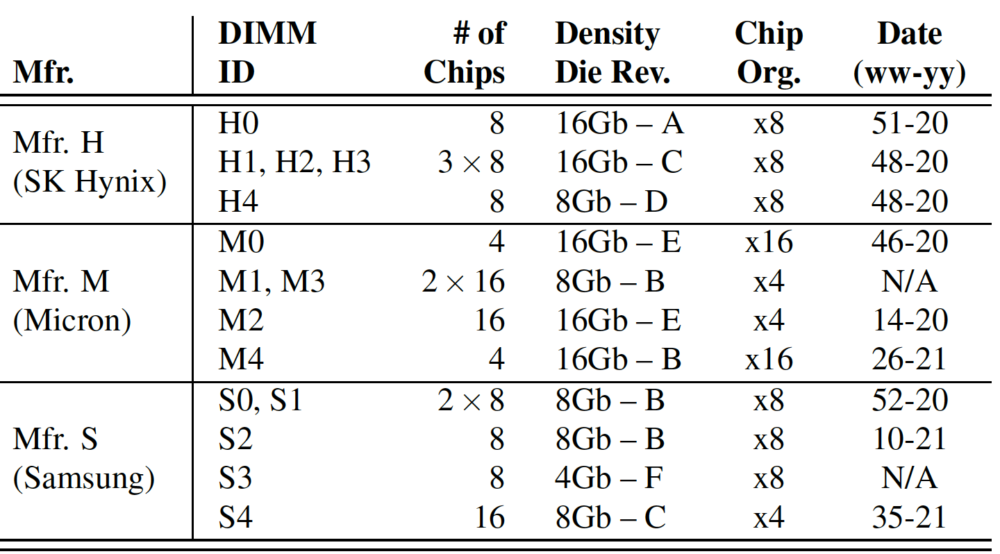 Mfr. DIMM ID # of Chips Density Die Rev. Chip Org. Date (ww-yy)
Mfr. H (SK Hynix) H0 8 16Gb – A x8 51-20
H1, H2, H3 3 × 8 16Gb – C x8 48-20
H4 8 8Gb – D x8 48-20
Mfr. M (Micron) M0 4 16Gb – E x16 46-20
M1, M3 2 × 16 8Gb – B x4 N/A
M2 16 16Gb – E x4 14-20
M4 4 16Gb – B x16 26-21
Mfr. S (Samsung) S0, S1 2 × 8 8Gb – B x8 52-20
S2 8 8Gb – B x8 10-21
S3 8 4Gb – F x8 N/A
S4 16 8Gb – C x4 35-21